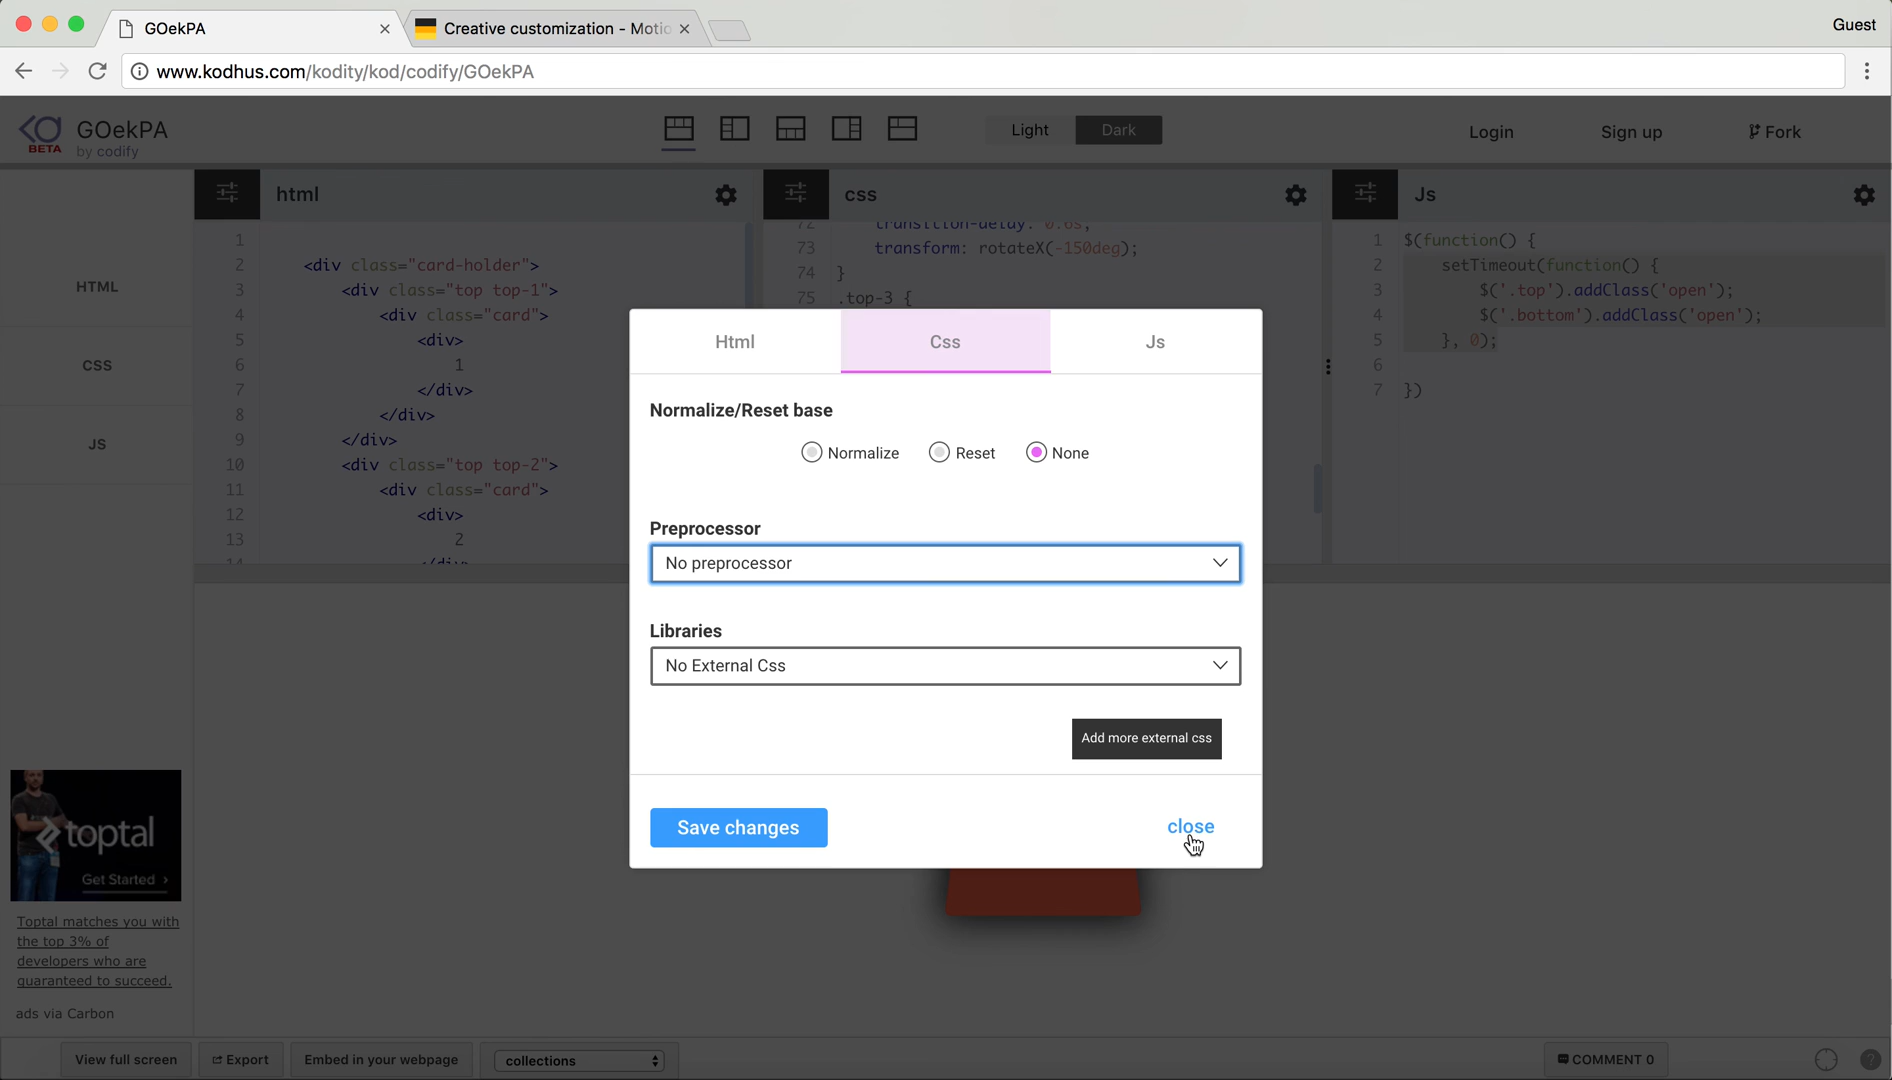 GOekPA
Creative customization - Motio
Guest
www.kodhus.com/kodity/kod/codify/GOekPA
BETA
GOekPA
by codify
Light
Dark
Login
Sign up
Fork
HTML
CSS
JS
html
1
2 <div class="card-holder">
3 <div class="top top-1">
4 <div class="card">
5 <div>
6 1
7 </div>
8 </div>
9 </div>
10 <div class="top top-2">
11 <div class="card">
12 <div>
13 2
14 </div>
css
72 transition-delay: 0.6s;
73 transform: rotateX(-150deg);
74 }
75 .top-3 {
Js
1 $(function() {
2 setTimeout(function() {
3 $('.top').addClass('open');
4 $('.bottom').addClass('open');
5 }, 0);
6
7 })
Html
Css
Js
Normalize/Reset base
Normalize
Reset
None
Preprocessor
No preprocessor
Libraries
No External Css
Add more external css
Save changes
close
toptal
Get Started ›
Toptal matches you with
the top 3% of
developers who are
guaranteed to succeed.
ads via Carbon
View full screen
Export
Embed in your webpage
collections
COMMENT 0
?